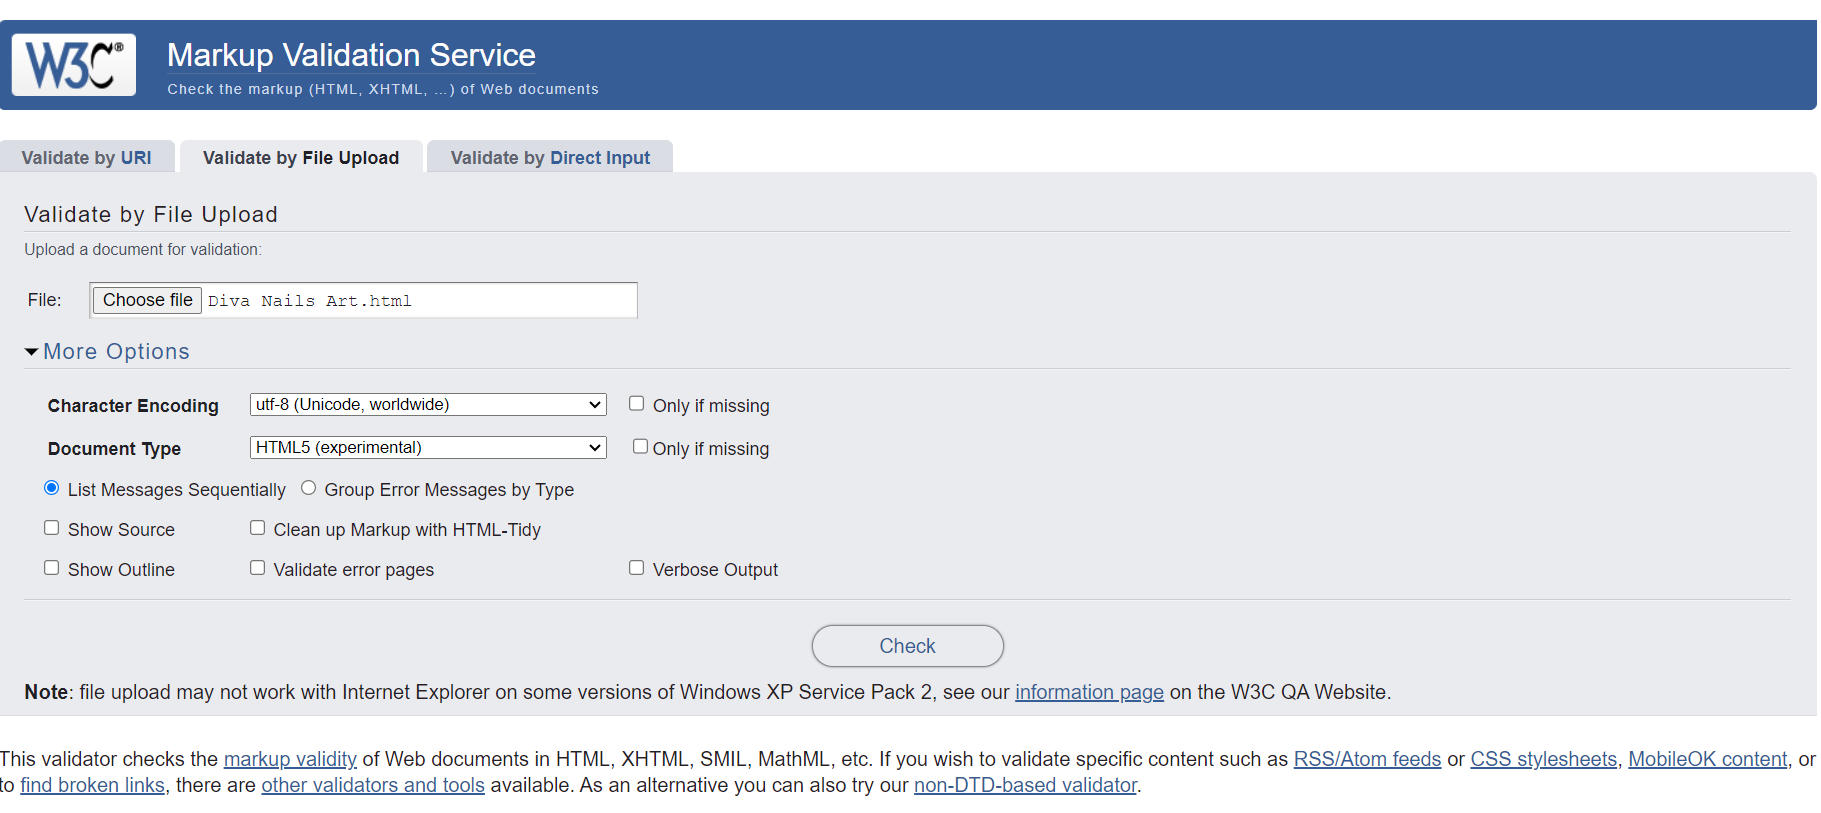 W3C®
Markup Validation Service
Check the markup (HTML, XHTML, ...) of Web documents
Validate by URI
Validate by File Upload
Validate by Direct Input
Validate by File Upload
Upload a document for validation:
File: Choose file Diva Nails Art.html
More Options
Character Encoding utf-8 (Unicode, worldwide) Only if missing
Document Type HTML5 (experimental) Only if missing
List Messages Sequentially Group Error Messages by Type
Show Source Clean up Markup with HTML-Tidy
Show Outline Validate error pages Verbose Output
Check
Note: file upload may not work with Internet Explorer on some versions of Windows XP Service Pack 2, see our information page on the W3C QA Website.
This validator checks the markup validity of Web documents in HTML, XHTML, SMIL, MathML, etc. If you wish to validate specific content such as RSS/Atom feeds or CSS stylesheets, MobileOK content, or
to find broken links, there are other validators and tools available. As an alternative you can also try our non-DTD-based validator.